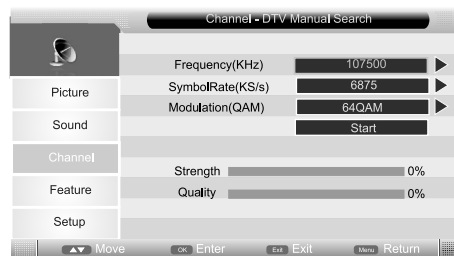 Channel - DTV Manual Search
Frequency(KHz) 107500
SymbolRate(KS/s) 6875
Modulation(QAM) 64QAM
Start
Strength 0%
Quality 0%
Picture
Sound
Channel
Feature
Setup
Move OK Enter Exit Exit Menu Return